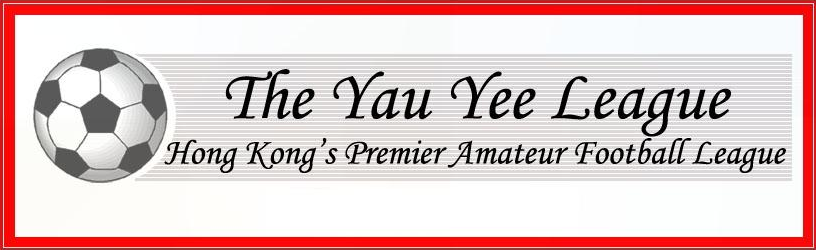 The Yau Yee League
Hong Kong's Premier Amateur Football League